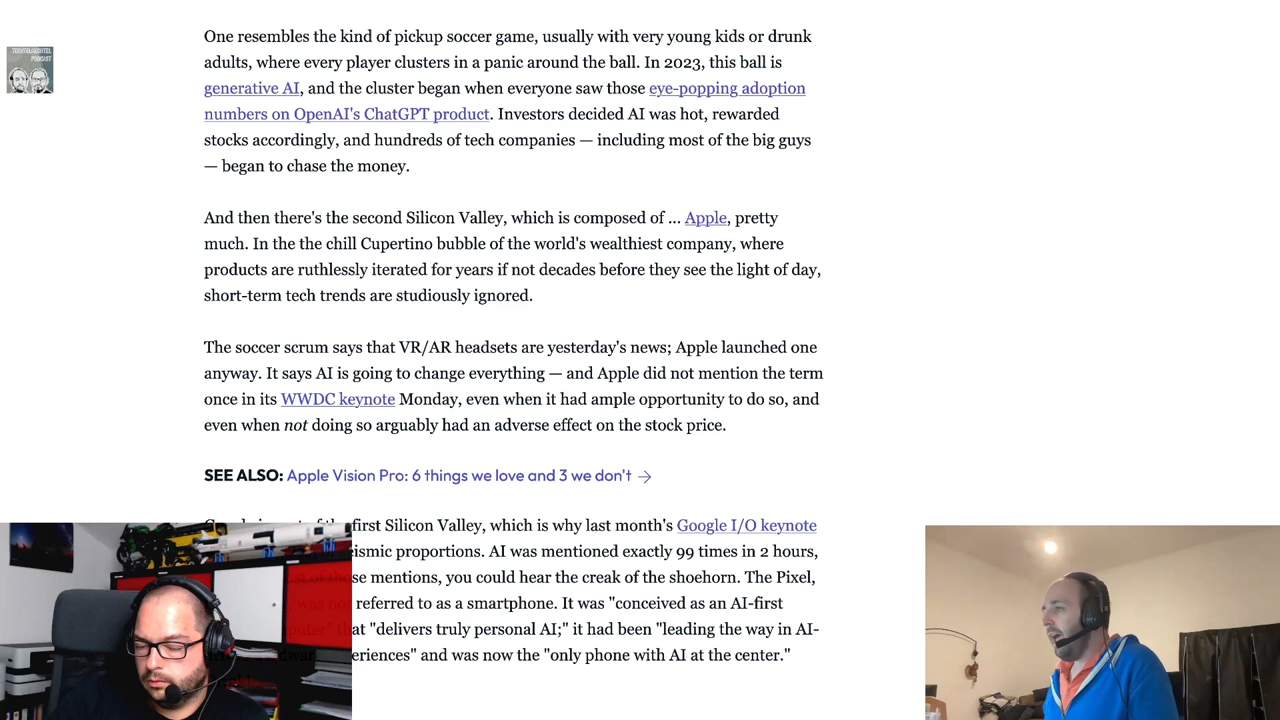 TECHTELMECHTEL
PODCAST
One resembles the kind of pickup soccer game, usually with very young kids or drunk
adults, where every player clusters in a panic around the ball. In 2023, this ball is
generative AI, and the cluster began when everyone saw those eye-popping adoption
numbers on OpenAI's ChatGPT product. Investors decided AI was hot, rewarded
stocks accordingly, and hundreds of tech companies — including most of the big guys
— began to chase the money.
And then there's the second Silicon Valley, which is composed of ... Apple, pretty
much. In the the chill Cupertino bubble of the world's wealthiest company, where
products are ruthlessly iterated for years if not decades before they see the light of day,
short-term tech trends are studiously ignored.
The soccer scrum says that VR/AR headsets are yesterday's news; Apple launched one
anyway. It says AI is going to change everything — and Apple did not mention the term
once in its WWDC keynote Monday, even when it had ample opportunity to do so, and
even when not doing so arguably had an adverse effect on the stock price.
SEE ALSO: Apple Vision Pro: 6 things we love and 3 we don't →
first Silicon Valley, which is why last month's Google I/O keynote
proportions. AI was mentioned exactly 99 times in 2 hours,
mentions, you could hear the creak of the shoehorn. The Pixel,
referred to as a smartphone. It was "conceived as an AI-first
that "delivers truly personal AI;" it had been "leading the way in AI-
and was now the "only phone with AI at the center."